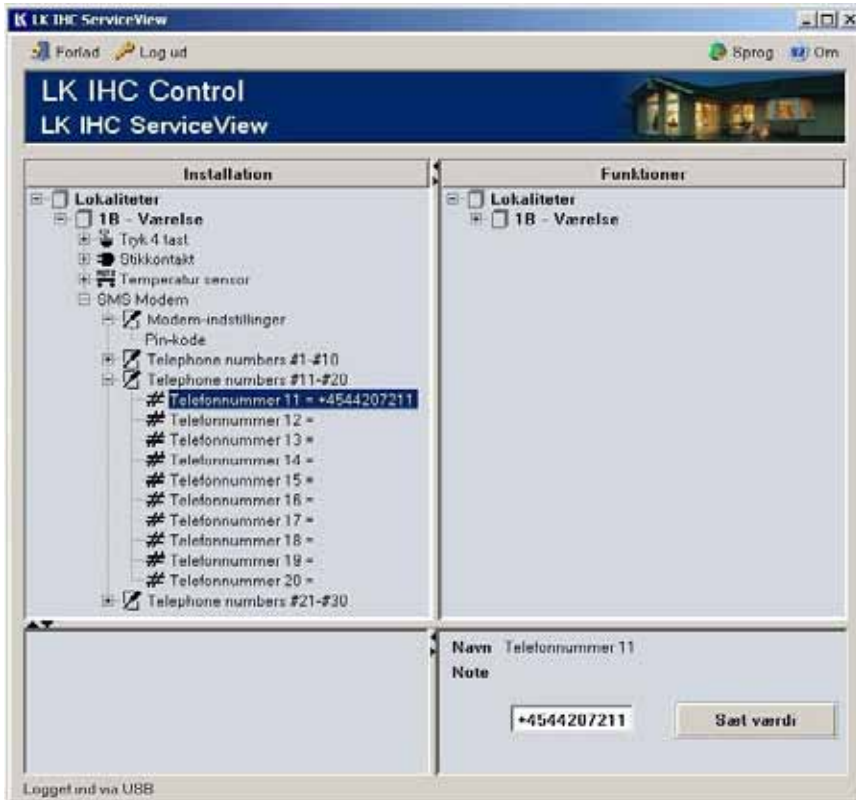 LK IHC ServiceView
Forlad Log ud Sprog Om
LK IHC Control
LK IHC ServiceView
Installation
Lokaliteter
1B - Værelse
Tryk 4 tast
Stikkontakt
Temperatur sensor
SMS Modem
Modem-indstillinger
Pin-kode
Telephone numbers #1-#10
Telephone numbers #11-#20
Telefonnummer 11 = +4544207211
Telefonnummer 12 =
Telefonnummer 13 =
Telefonnummer 14 =
Telefonnummer 15 =
Telefonnummer 16 =
Telefonnummer 17 =
Telefonnummer 18 =
Telefonnummer 19 =
Telefonnummer 20 =
Telephone numbers #21-#30
Funktioner
Lokaliteter
1B - Værelse
Navn Telefonnummer 11
Note
+4544207211 Sæt værdi
Logget ind via USB